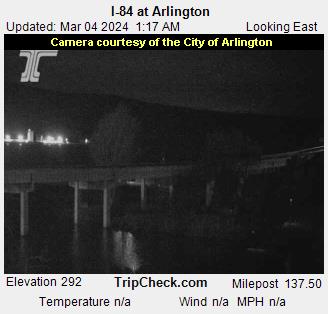 I-84 at Arlington
Updated: Mar 04 2024 1:17 AM Looking East
Camera courtesy of the City of Arlington
Elevation 292 TripCheck.com Milepost 137.50
Temperature n/a Wind n/a MPH n/a